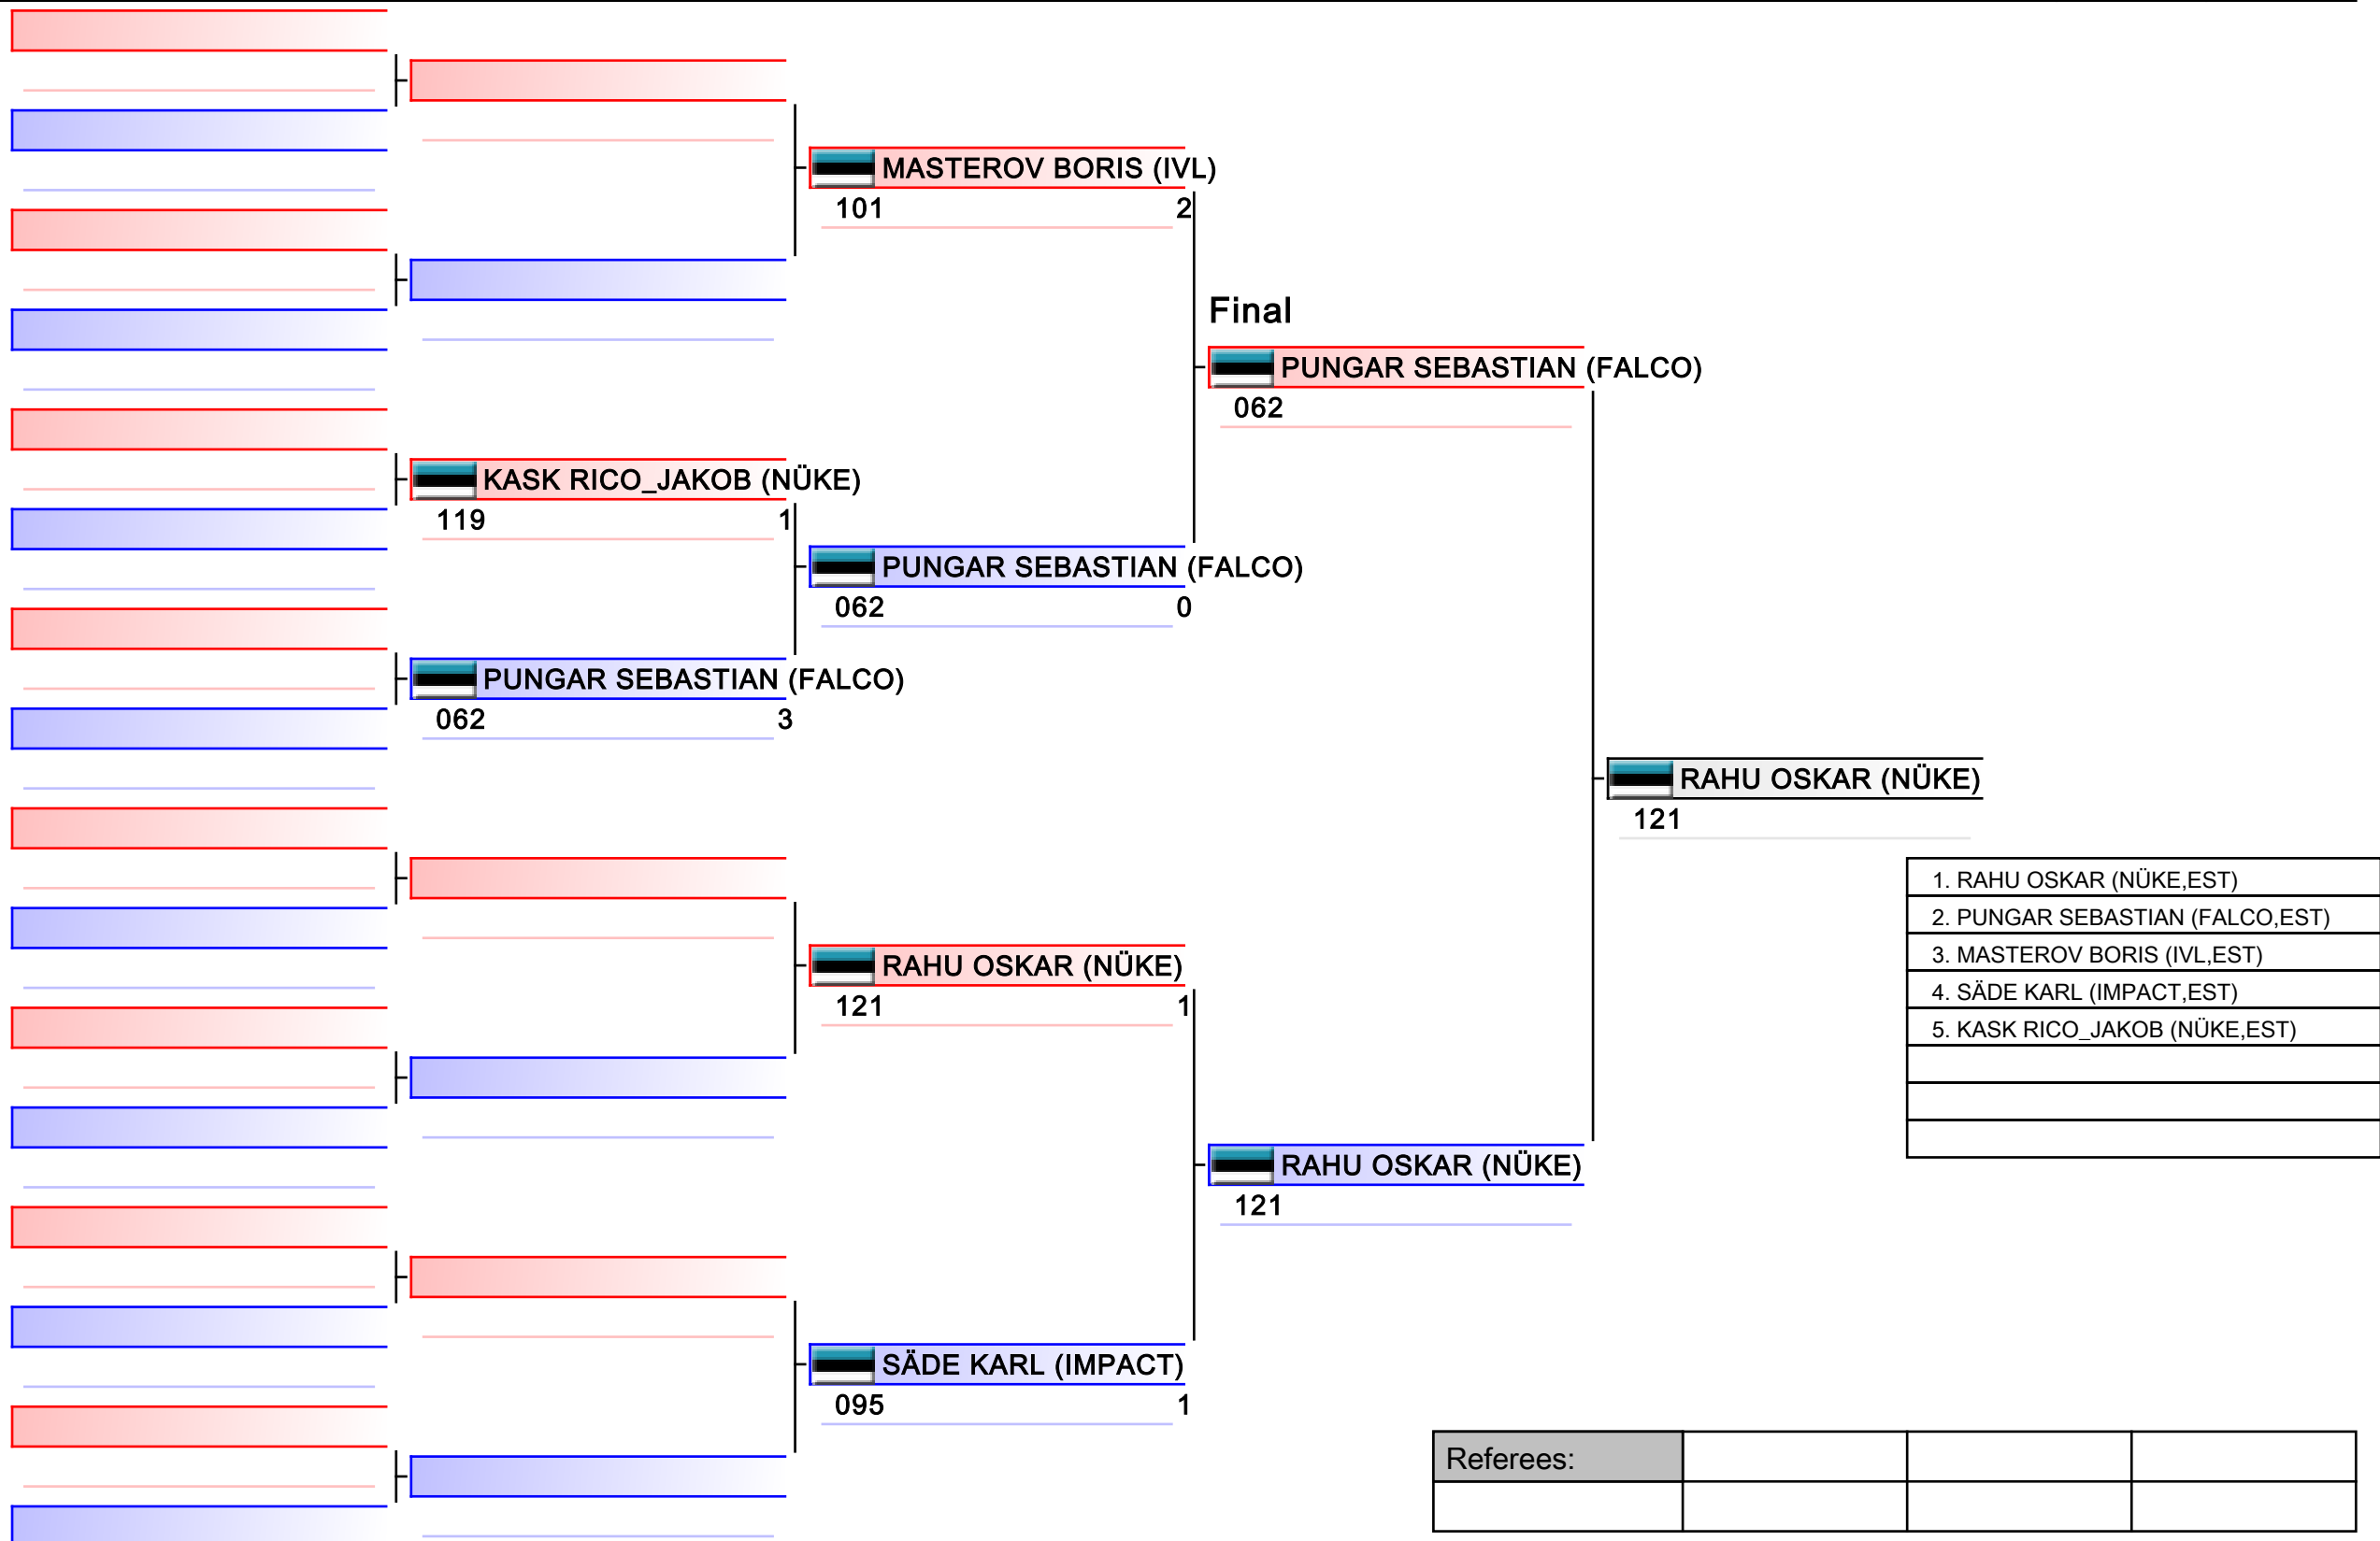 MASTEROV BORIS (IVL)
101 2
Final
PUNGAR SEBASTIAN (FALCO)
062
KASK RICO_JAKOB (NÜKE)
119 1
PUNGAR SEBASTIAN (FALCO)
062 0
PUNGAR SEBASTIAN (FALCO)
062 3
RAHU OSKAR (NÜKE)
121
1. RAHU OSKAR (NÜKE,EST)
2. PUNGAR SEBASTIAN (FALCO,EST)
3. MASTEROV BORIS (IVL,EST)
4. SÄDE KARL (IMPACT,EST)
5. KASK RICO_JAKOB (NÜKE,EST)
RAHU OSKAR (NÜKE)
121 1
RAHU OSKAR (NÜKE)
121
SÄDE KARL (IMPACT)
095 1
Referees: